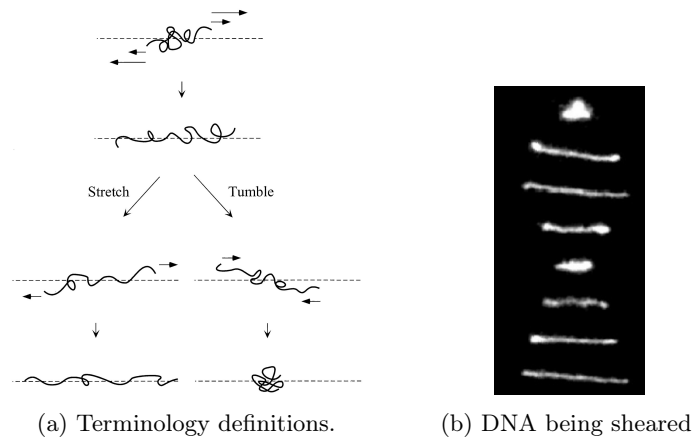 Stretch
Tumble
(a) Terminology definitions.
(b) DNA being sheared